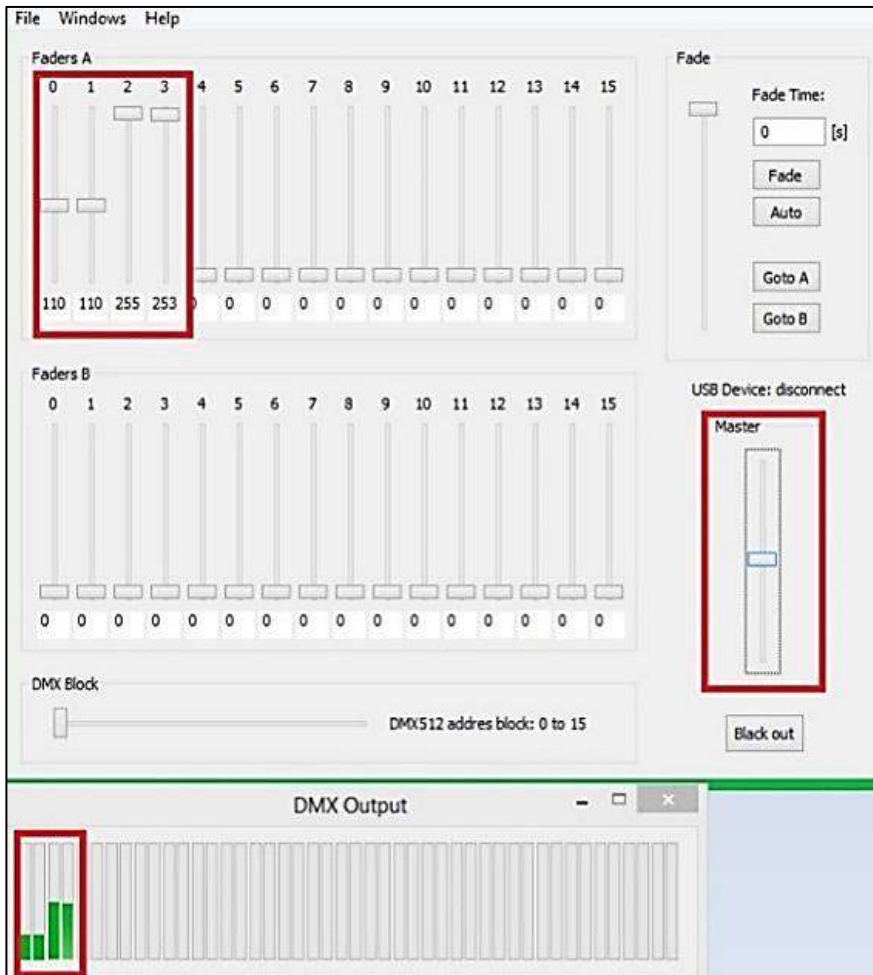 File Windows Help
Faders A
0 1 2 3 4 5 6 7 8 9 10 11 12 13 14 15
110 110 255 253 0 0 0 0 0 0 0 0 0 0 0
Fade
Fade Time:
0 [s]
Fade
Auto
Goto A
Goto B
Faders B
0 1 2 3 4 5 6 7 8 9 10 11 12 13 14 15
0 0 0 0 0 0 0 0 0 0 0 0 0 0 0 0
USB Device: disconnect
Master
DMX Block
DMX512 addres block: 0 to 15
Black out
DMX Output